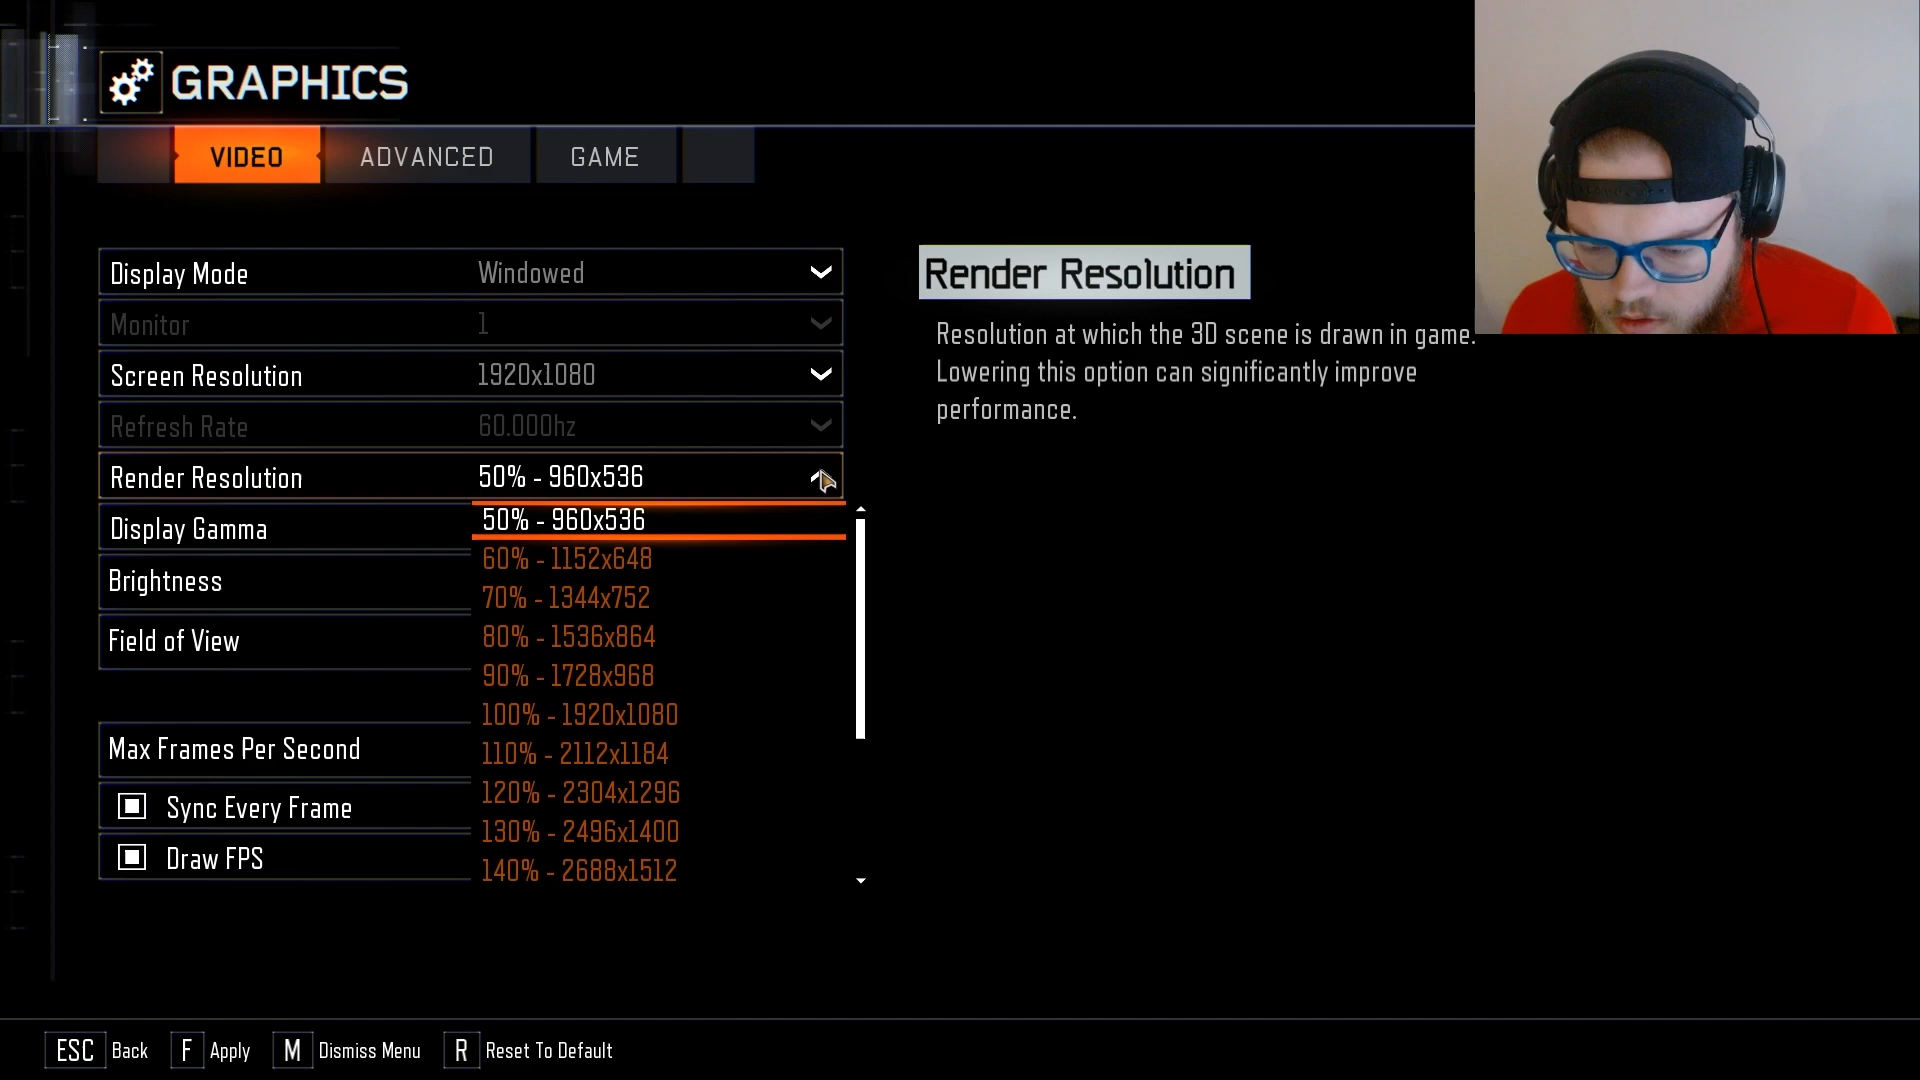 GRAPHICS
VIDEO ADVANCED GAME
Display Mode Windowed
Monitor 1
Screen Resolution 1920x1080
Refresh Rate 60.000hz
Render Resolution 50% - 960x536
50% - 960x536
60% - 1152x648
70% - 1344x752
80% - 1536x864
90% - 1728x968
100% - 1920x1080
110% - 2112x1184
120% - 2304x1296
130% - 2496x1400
140% - 2688x1512
Display Gamma
Brightness
Field of View
Max Frames Per Second
Sync Every Frame
Draw FPS
Render Resolution
Resolution at which the 3D scene is drawn in game.
Lowering this option can significantly improve
performance.
ESC Back F Apply M Dismiss Menu R Reset To Default